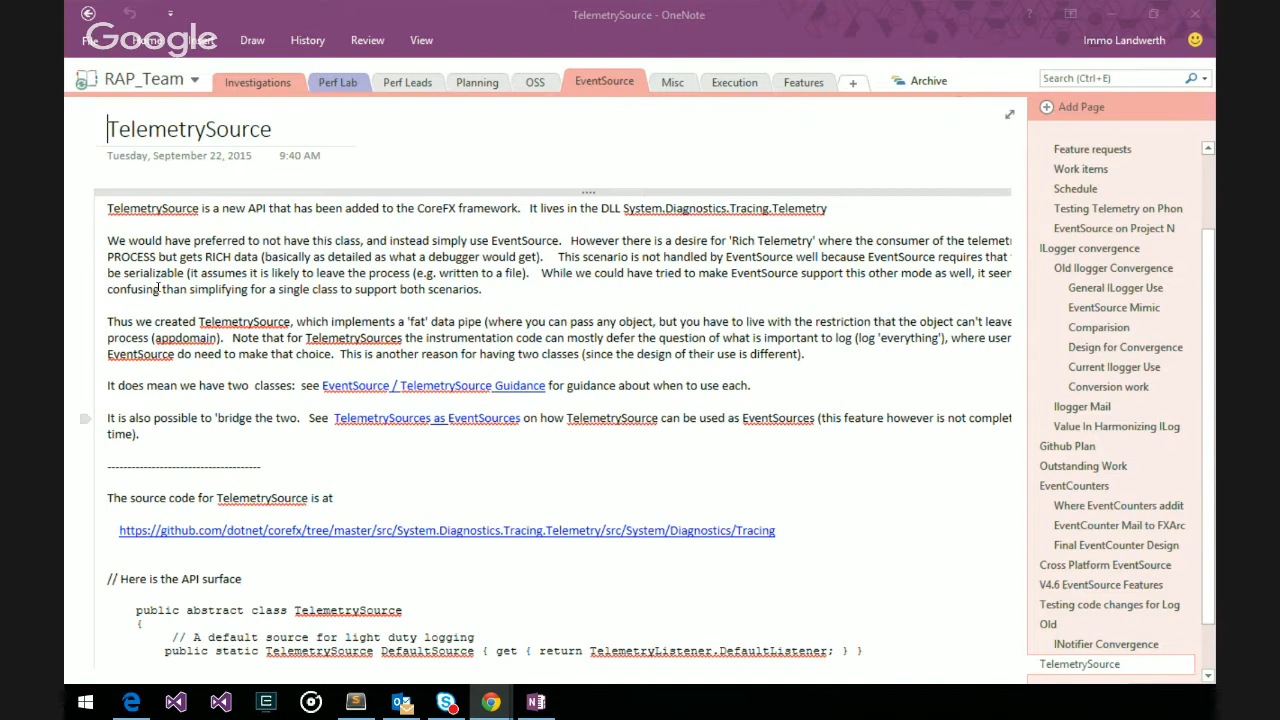 TelemetrySource - OneNote
Google
File Home Insert Draw History Review View
Immo Landwerth
RAP_Team
Investigations Perf Lab Perf Leads Planning OSS EventSource Misc Execution Features + Archive
Search (Ctrl+E)
Add Page
TelemetrySource
Tuesday, September 22, 2015 9:40 AM
TelemetrySource is a new API that has been added to the CoreFX framework. It lives in the DLL System.Diagnostics.Tracing.Telemetry
We would have preferred to not have this class, and instead simply use EventSource. However there is a desire for 'Rich Telemetry' where the consumer of the telemet
PROCESS but gets RICH data (basically as detailed as what a debugger would get). This scenario is not handled by EventSource well because EventSource requires that
be serializable (it assumes it is likely to leave the process (e.g. written to a file). While we could have tried to make EventSource support this other mode as well, it seen
confusing than simplifying for a single class to support both scenarios.
Thus we created TelemetrySource, which implements a 'fat' data pipe (where you can pass any object, but you have to live with the restriction that the object can't leave
process (appdomain). Note that for TelemetrySources the instrumentation code can mostly defer the question of what is important to log (log 'everything'), where user
EventSource do need to make that choice. This is another reason for having two classes (since the design of their use is different).
It does mean we have two classes: see EventSource / TelemetrySource Guidance for guidance about when to use each.
It is also possible to 'bridge the two. See TelemetrySources as EventSources on how TelemetrySource can be used as EventSources (this feature however is not complet
time).
-------------------------------------
The source code for TelemetrySource is at
https://github.com/dotnet/corefx/tree/master/src/System.Diagnostics.Tracing.Telemetry/src/System/Diagnostics/Tracing
// Here is the API surface
public abstract class TelemetrySource
{
// A default source for light duty logging
public static TelemetrySource DefaultSource { get { return TelemetryListener.DefaultListener; } }
Feature requests
Work items
Schedule
Testing Telemetry on Phon
EventSource on Project N
ILogger convergence
Old Ilogger Convergence
General ILogger Use
EventSource Mimic
Comparision
Design for Convergence
Current Ilogger Use
Conversion work
Ilogger Mail
Value In Harmonizing ILog
Github Plan
Outstanding Work
EventCounters
Where EventCounters addit
EventCounter Mail to FXArc
Final EventCounter Design
Cross Platform EventSource
V4.6 EventSource Features
Testing code changes for Log
Old
INotifier Convergence
TelemetrySource